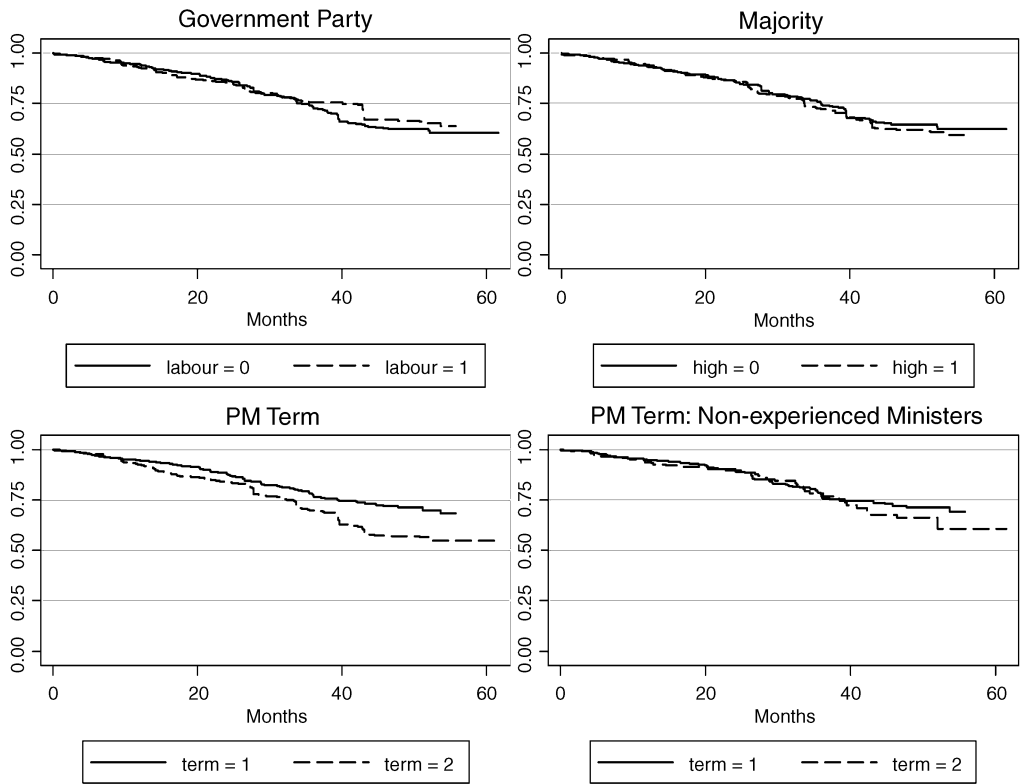 Government Party
1.00
0.75
0.50
0.25
0.00
0 20 40 60
Months
labour = 0 labour = 1
Majority
1.00
0.75
0.50
0.25
0.00
0 20 40 60
Months
high = 0 high = 1
PM Term
1.00
0.75
0.50
0.25
0.00
0 20 40 60
Months
term = 1 term = 2
PM Term: Non-experienced Ministers
1.00
0.75
0.50
0.25
0.00
0 20 40 60
Months
term = 1 term = 2